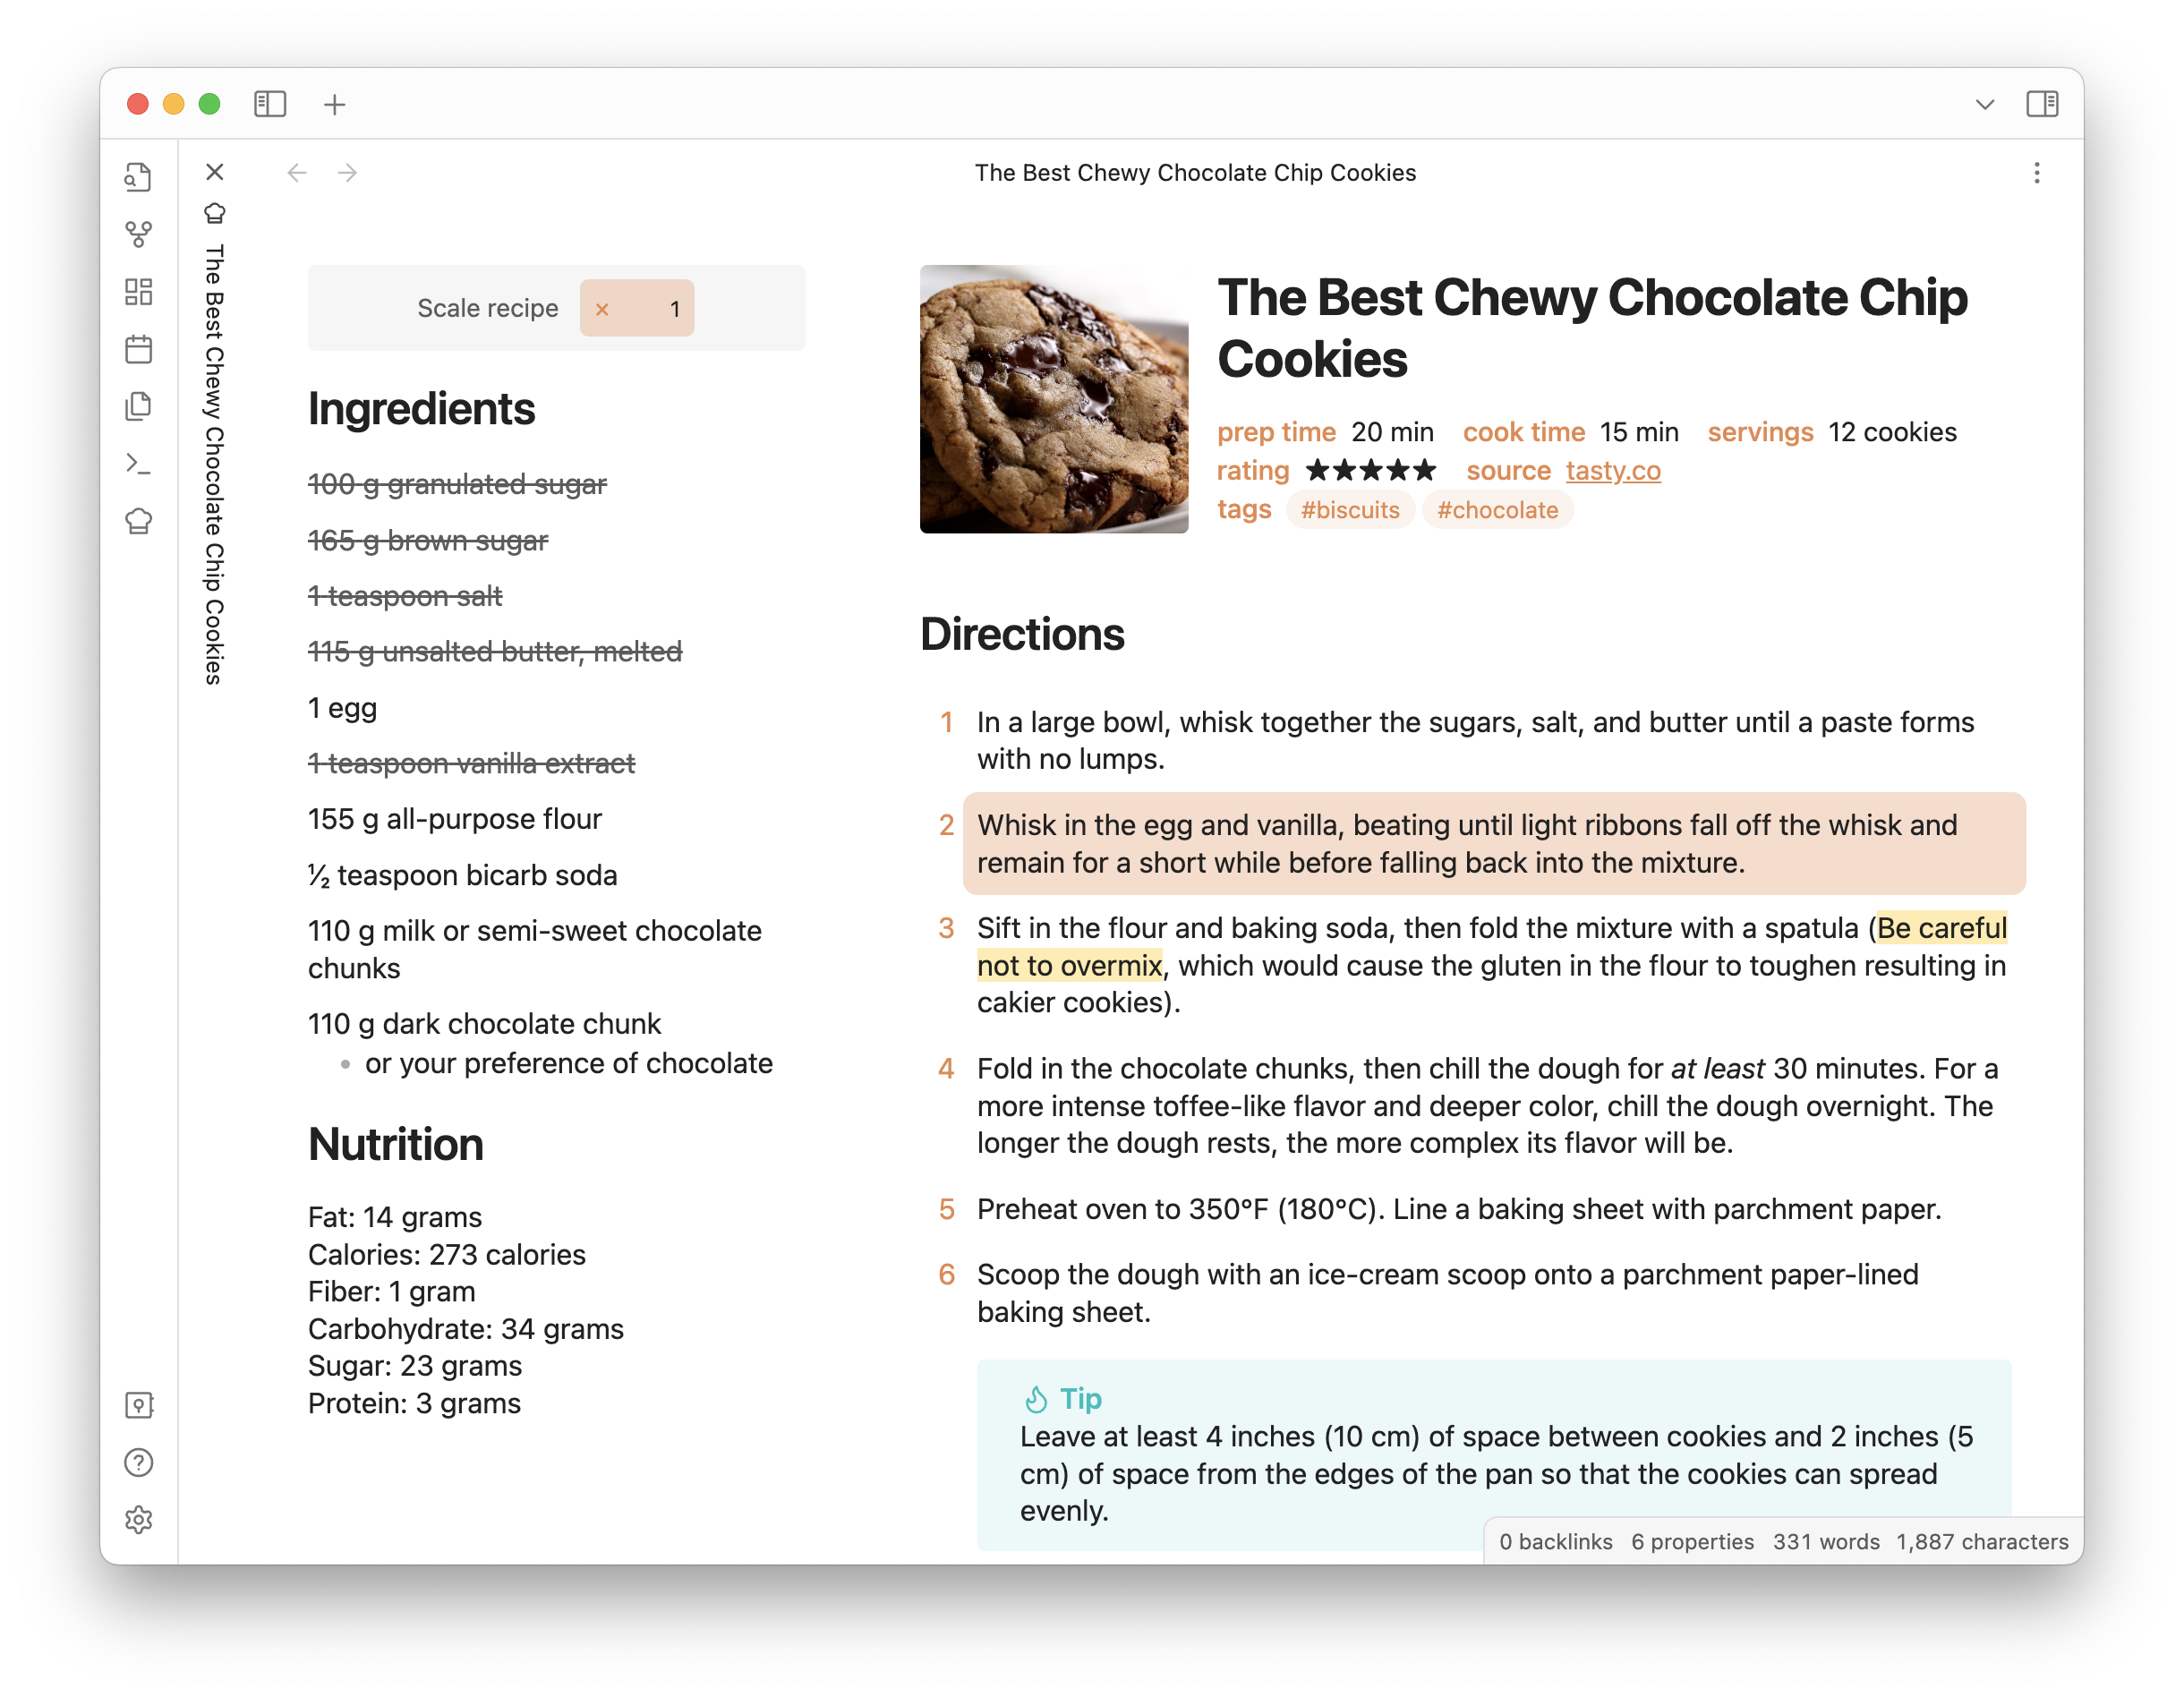 The Best Chewy Chocolate Chip Cookies
The Best Chewy Chocolate Chip Cookies
Scale recipe × 1
Ingredients
100 g granulated sugar
165 g brown sugar
1 teaspoon salt
115 g unsalted butter, melted
1 egg
1 teaspoon vanilla extract
155 g all-purpose flour
½ teaspoon bicarb soda
110 g milk or semi-sweet chocolate
chunks
110 g dark chocolate chunk
• or your preference of chocolate
Nutrition
Fat: 14 grams
Calories: 273 calories
Fiber: 1 gram
Carbohydrate: 34 grams
Sugar: 23 grams
Protein: 3 grams
The Best Chewy Chocolate Chip
Cookies
prep time 20 min cook time 15 min servings 12 cookies
rating ★★★★★ source tasty.co
tags #biscuits #chocolate
Directions
1 In a large bowl, whisk together the sugars, salt, and butter until a paste forms
with no lumps.
2 Whisk in the egg and vanilla, beating until light ribbons fall off the whisk and
remain for a short while before falling back into the mixture.
3 Sift in the flour and baking soda, then fold the mixture with a spatula (Be careful
not to overmix, which would cause the gluten in the flour to toughen resulting in
cakier cookies).
4 Fold in the chocolate chunks, then chill the dough for at least 30 minutes. For a
more intense toffee-like flavor and deeper color, chill the dough overnight. The
longer the dough rests, the more complex its flavor will be.
5 Preheat oven to 350°F (180°C). Line a baking sheet with parchment paper.
6 Scoop the dough with an ice-cream scoop onto a parchment paper-lined
baking sheet.
Tip
Leave at least 4 inches (10 cm) of space between cookies and 2 inches (5
cm) of space from the edges of the pan so that the cookies can spread
evenly.
0 backlinks 6 properties 331 words 1,887 characters